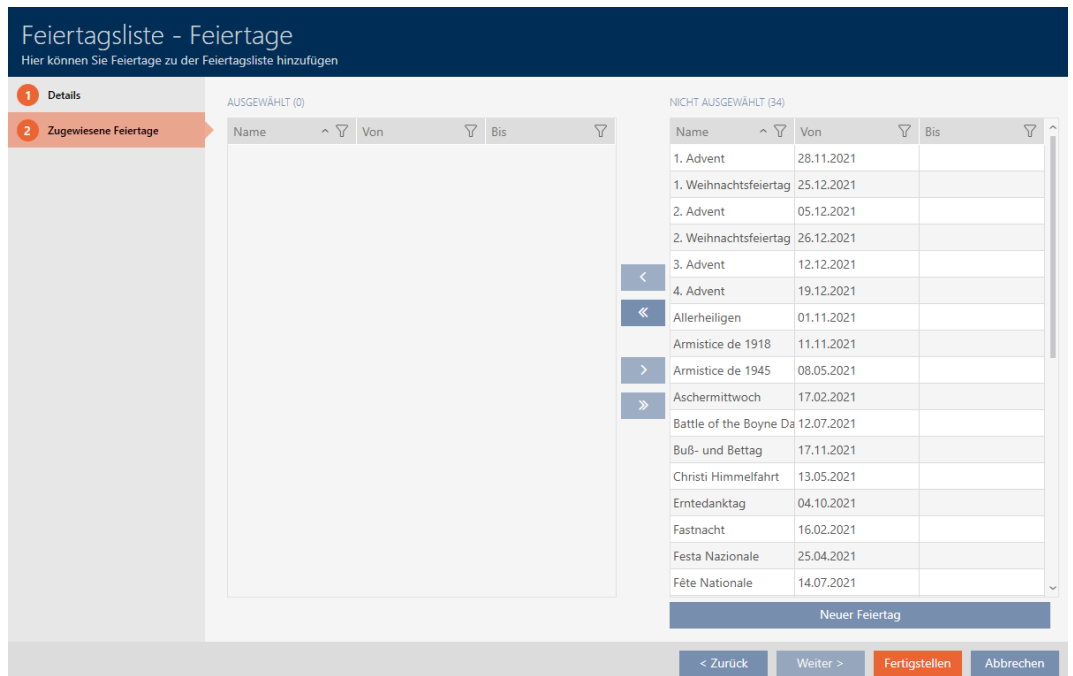 Feiertagsliste - Feiertage
Hier können Sie Feiertage zu der Feiertagsliste hinzufügen
1 Details
2 Zugewiesene Feiertage
AUSGEWÄHLT (0)
Name Von Bis
NICHT AUSGEWÄHLT (34)
Name Von Bis
1. Advent 28.11.2021
1. Weihnachtsfeiertag 25.12.2021
2. Advent 05.12.2021
2. Weihnachtsfeiertag 26.12.2021
3. Advent 12.12.2021
4. Advent 19.12.2021
Allerheiligen 01.11.2021
Armistice de 1918 11.11.2021
Armistice de 1945 08.05.2021
Aschermittwoch 17.02.2021
Battle of the Boyne Da 12.07.2021
Buß- und Bettag 17.11.2021
Christi Himmelfahrt 13.05.2021
Erntedanktag 04.10.2021
Fastnacht 16.02.2021
Festa Nazionale 25.04.2021
Fête Nationale 14.07.2021
Neuer Feiertag
< Zurück Weiter > Fertigstellen Abbrechen